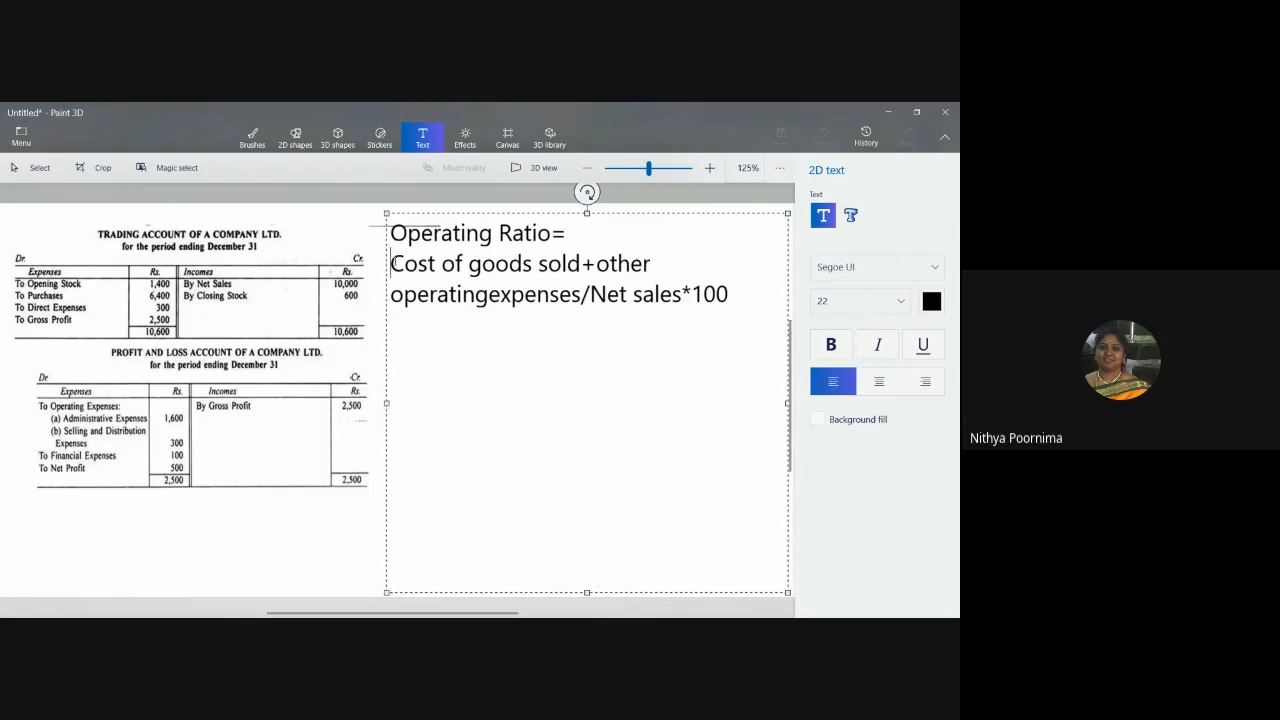 Untitled* - Paint 3D
Menu
Brushes 2D shapes 3D shapes Stickers Text Effects Canvas 3D library History
Select Crop Magic select Mixed reality 3D view 125% ...
2D text
Text
Segoe UI
22
B I U
Background fill
TRADING ACCOUNT OF A COMPANY LTD.
for the period ending December 31
Dr. Cr.
Expenses Rs. Incomes Rs.
To Opening Stock 1,400 By Net Sales 10,000
To Purchases 6,400 By Closing Stock 600
To Direct Expenses 300
To Gross Profit 2,500
10,600 10,600
PROFIT AND LOSS ACCOUNT OF A COMPANY LTD.
for the period ending December 31
Dr. Cr.
Expenses Rs. Incomes Rs.
To Operating Expenses: By Gross Profit 2,500
(a) Administrative Expenses 1,600
(b) Selling and Distribution
Expenses 300
To Financial Expenses 100
To Net Profit 500
2,500 2,500
Operating Ratio=
Cost of goods sold+other
operatingexpenses/Net sales*100
Nithya Poornima